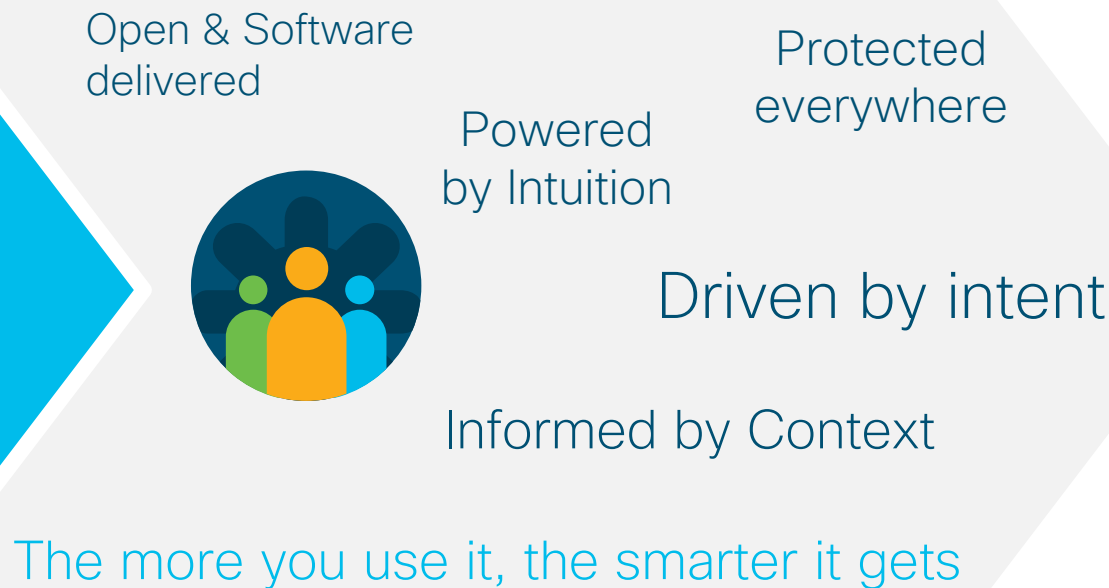 Open & Software
delivered
Protected
everywhere
Powered
by Intuition
Driven by intent
Informed by Context
The more you use it, the smarter it gets